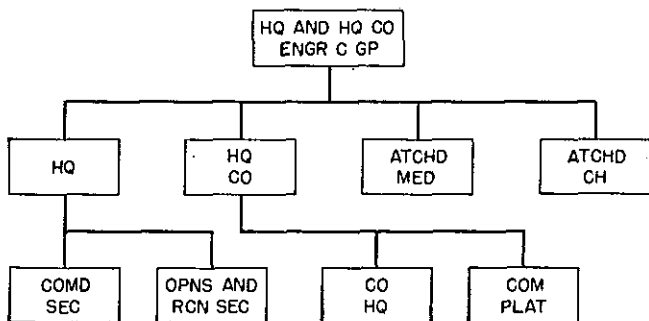 HQ AND HQ CO
ENGR C GP
HQ
HQ
CO
ATCHD
MED
ATCHD
CH
COMD
SEC
OPNS AND
RCN SEC
CO
HQ
COM
PLAT